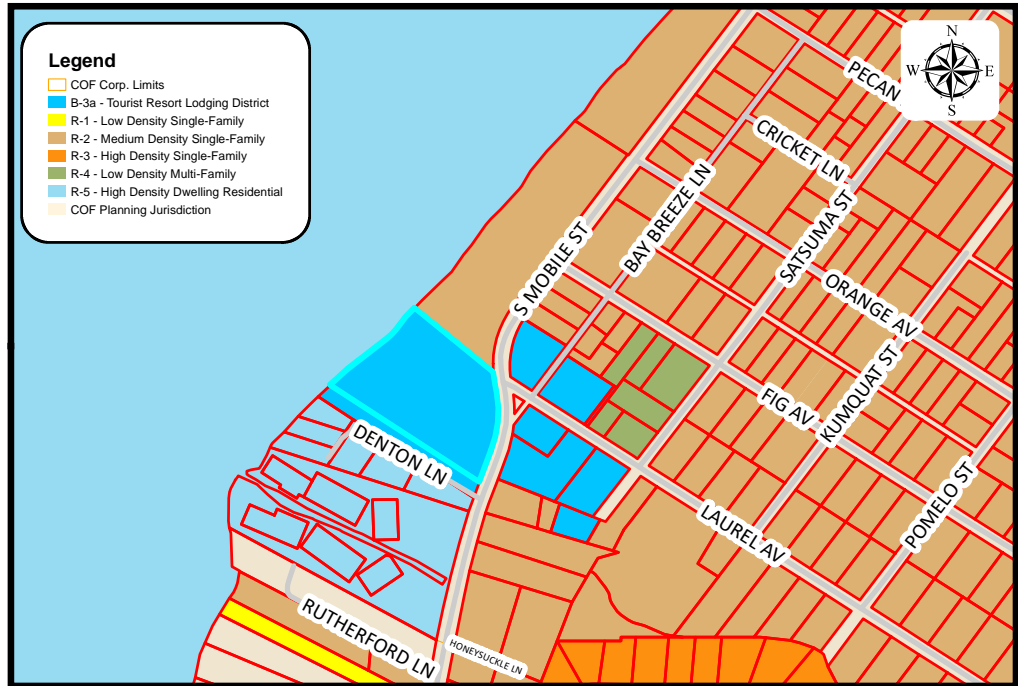 Legend
COF Corp. Limits
B-3a - Tourist Resort Lodging District
R-1 - Low Density Single-Family
R-2 - Medium Density Single-Family
R-3 - High Density Single-Family
R-4 - Low Density Multi-Family
R-5 - High Density Dwelling Residential
COF Planning Jurisdiction
N
W
E
S
PECAN
CRICKET LN
BAY BREEZE LN
SATSUMA ST
S MOBILE ST
ORANGE AV
KUMQUAT ST
FIG AV
DENTON LN
POMELO ST
LAUREL AV
RUTHERFORD LN
HONEYSUCKLE LN